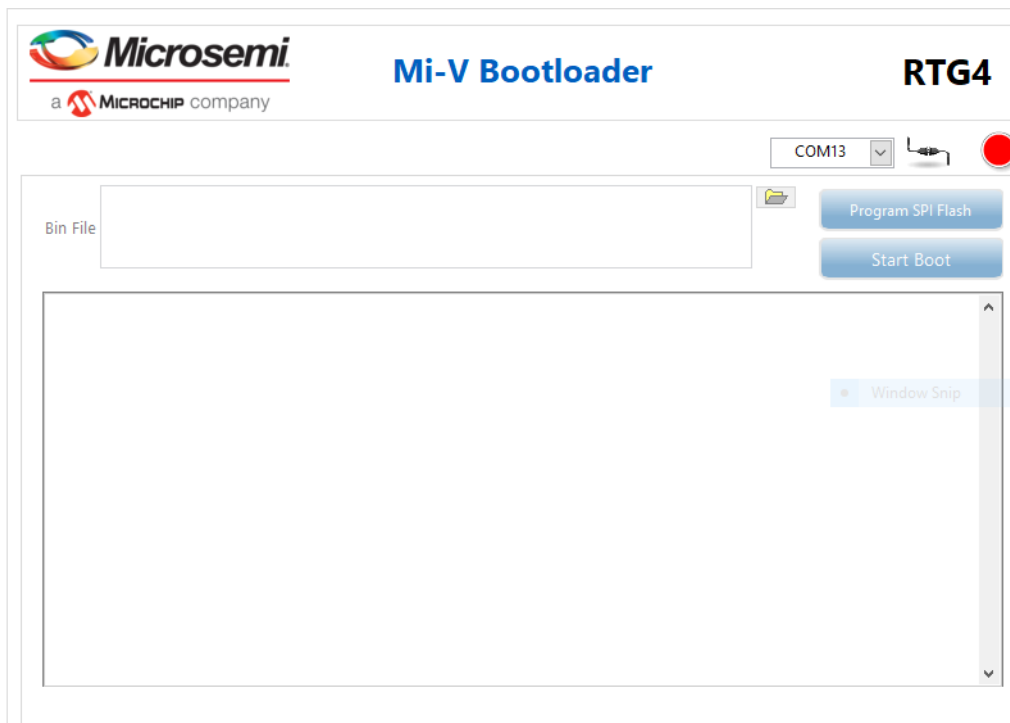 Microsemi.
a MICROCHIP company
Mi-V Bootloader
RTG4
COM13
Bin File
Program SPI Flash
Start Boot
Window Snip